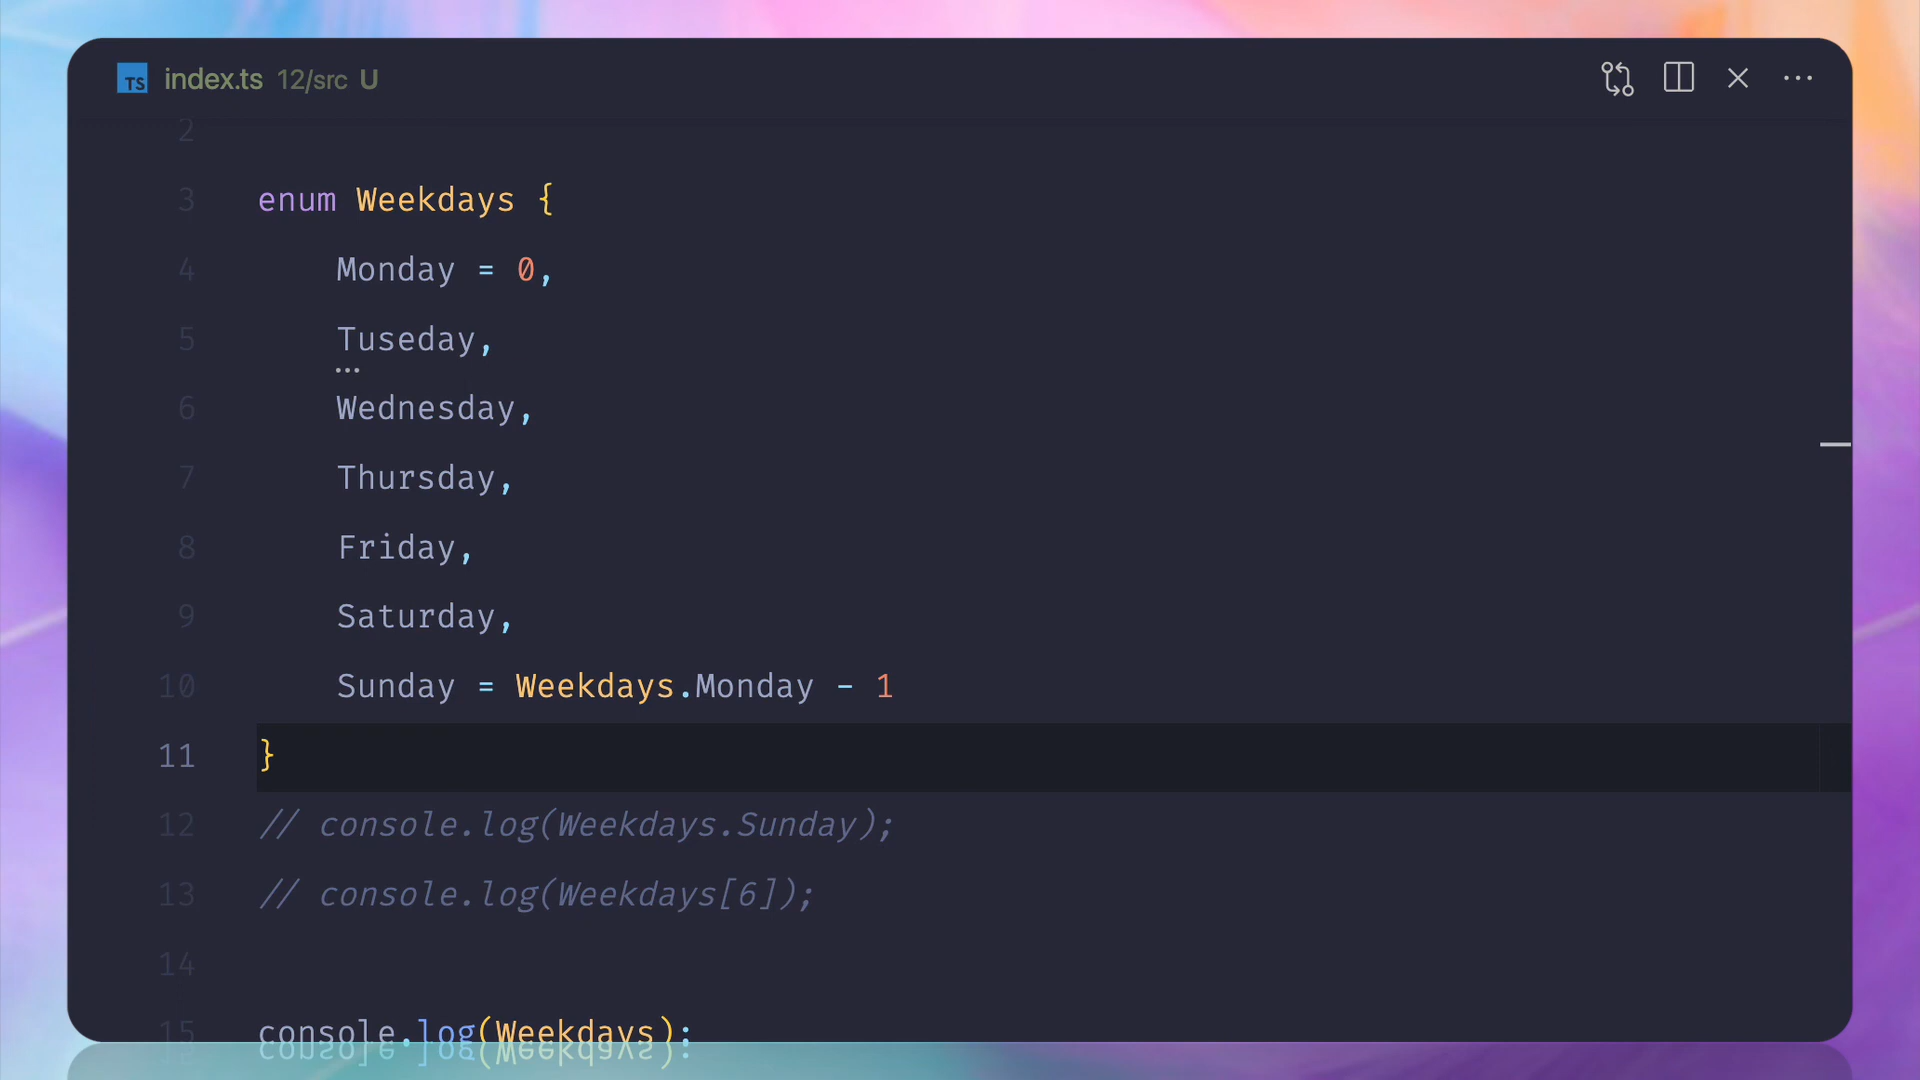 TS index.ts 12/src U
2
3 enum Weekdays {
4 Monday = 0,
5 Tuseday,
6 Wednesday,
7 Thursday,
8 Friday,
9 Saturday,
10 Sunday = Weekdays.Monday - 1
11 }
12 // console.log(Weekdays.Sunday);
13 // console.log(Weekdays[6]);
14
15 console.log(Weekdays);